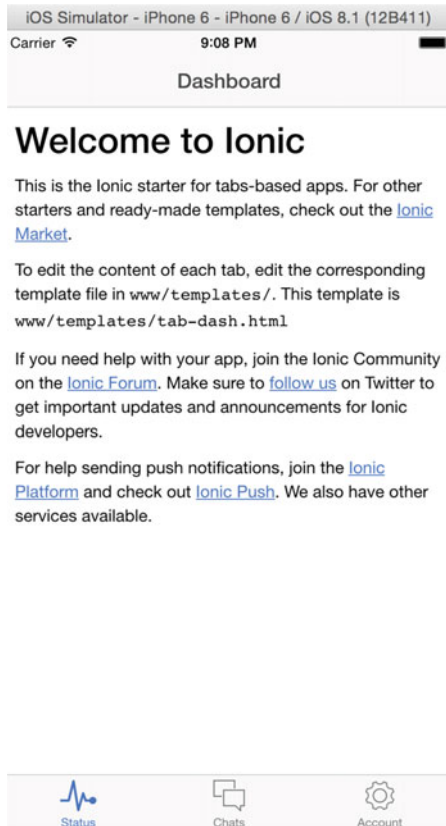 iOS Simulator - iPhone 6 - iPhone 6 / iOS 8.1 (12B411)
Carrier 9:08 PM
Dashboard
Welcome to Ionic
This is the Ionic starter for tabs-based apps. For other
starters and ready-made templates, check out the Ionic
Market.
To edit the content of each tab, edit the corresponding
template file in www/templates/. This template is
www/templates/tab-dash.html
If you need help with your app, join the Ionic Community
on the Ionic Forum. Make sure to follow us on Twitter to
get important updates and announcements for Ionic
developers.
For help sending push notifications, join the Ionic
Platform and check out Ionic Push. We also have other
services available.
Status Chats Account